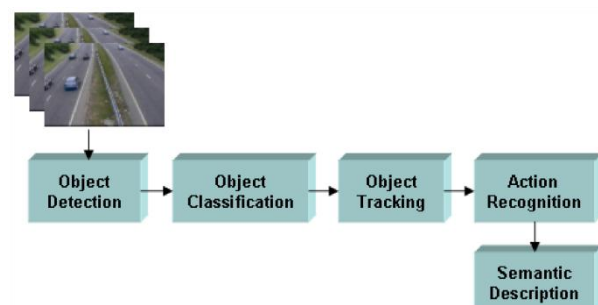 Object
Detection
Object
Classification
Object
Tracking
Action
Recognition
Semantic
Description